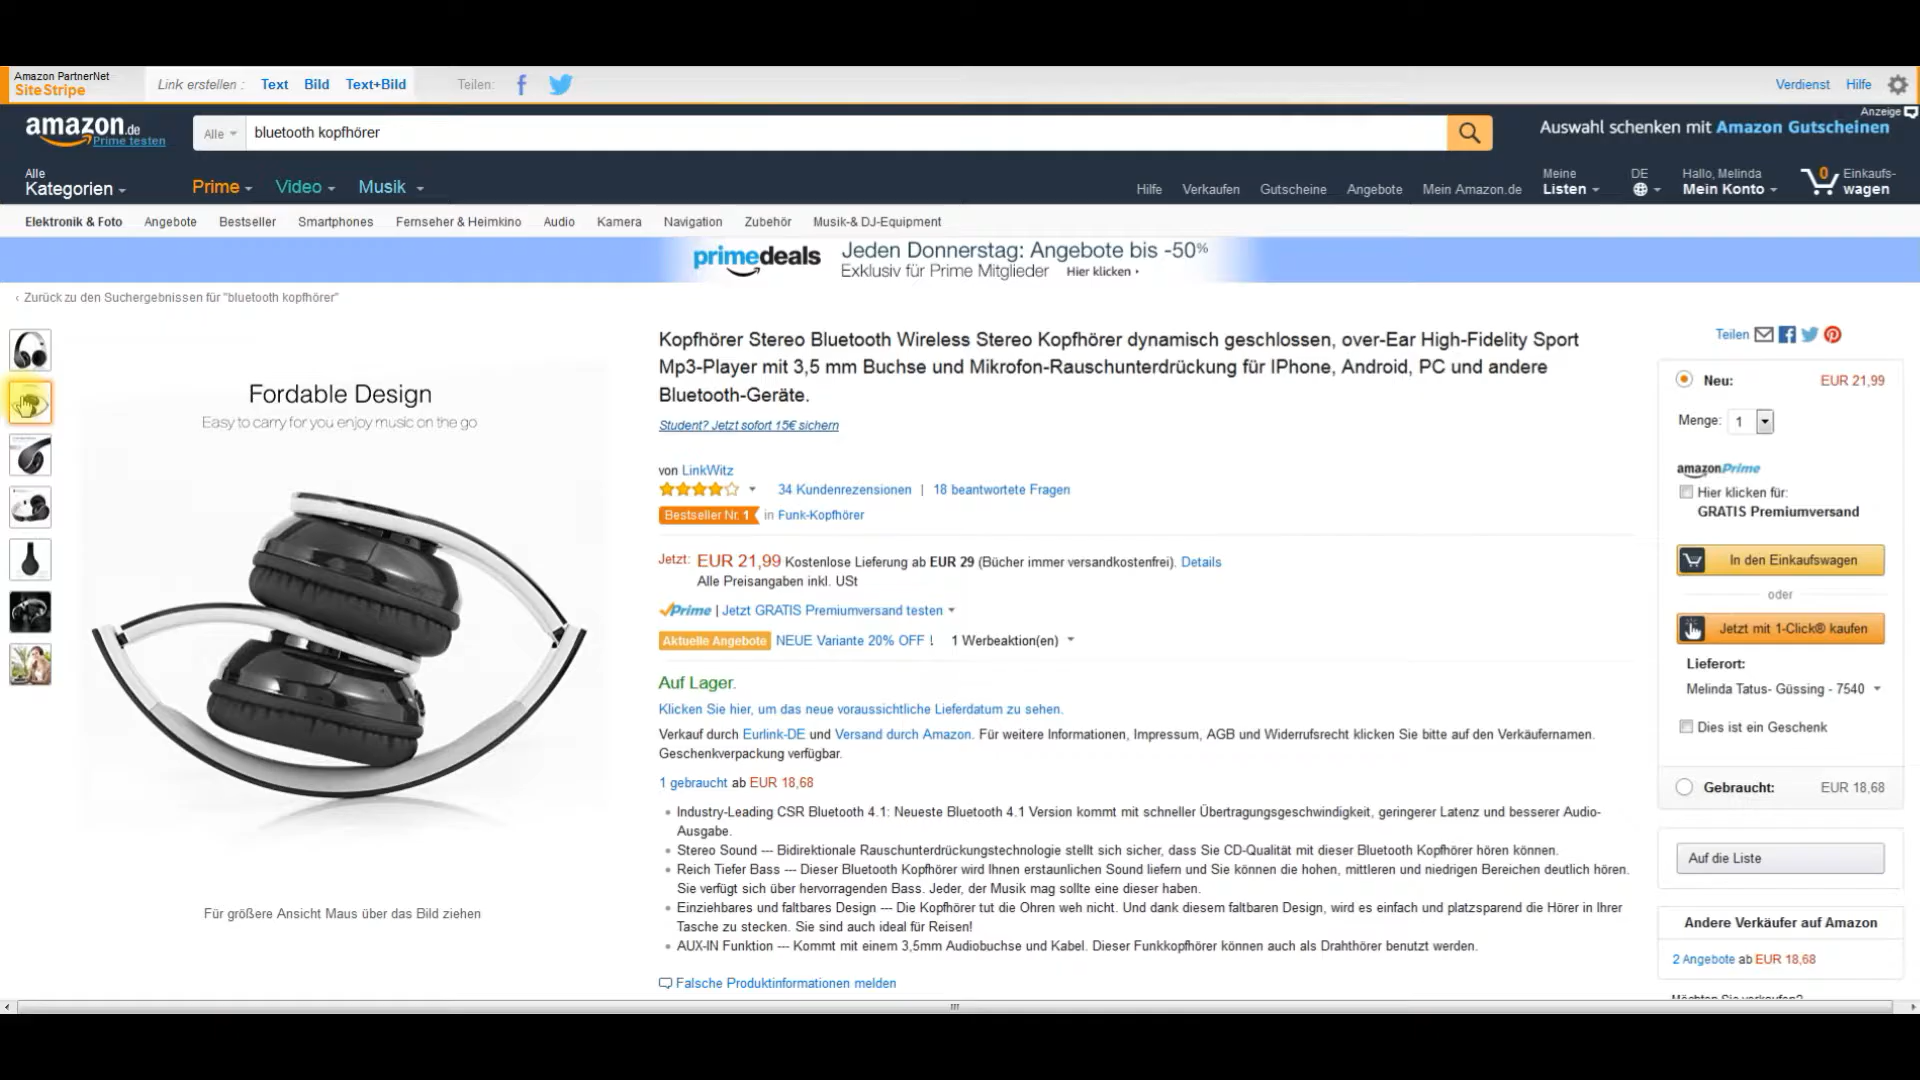 Amazon PartnerNet
SiteStripe
Link erstellen :
Text
Bild
Text+Bild
Teilen:
Verdienst
Hilfe
amazon.de
Prime testen
Alle
bluetooth kopfhörer
Anzeige
Auswahl schenken mit Amazon Gutscheinen
Alle
Kategorien
Prime
Video
Musik
Hilfe
Verkaufen
Gutscheine
Angebote
Mein Amazon.de
Meine
Listen
DE
Hallo, Melinda
Mein Konto
0
Einkaufs-
wagen
Elektronik & Foto
Angebote
Bestseller
Smartphones
Fernseher & Heimkino
Audio
Kamera
Navigation
Zubehör
Musik-& DJ-Equipment
primedeals
Jeden Donnerstag: Angebote bis -50%
Exklusiv für Prime Mitglieder Hier klicken ›
‹ Zurück zu den Suchergebnissen für "bluetooth kopfhörer"
Fordable Design
Easy to carry for you enjoy music on the go
Für größere Ansicht Maus über das Bild ziehen
Kopfhörer Stereo Bluetooth Wireless Stereo Kopfhörer dynamisch geschlossen, over-Ear High-Fidelity Sport
Mp3-Player mit 3,5 mm Buchse und Mikrofon-Rauschunterdrückung für IPhone, Android, PC und andere
Bluetooth-Geräte.
Student? Jetzt sofort 15€ sichern
von LinkWitz
34 Kundenrezensionen | 18 beantwortete Fragen
Bestseller Nr. 1 in Funk-Kopfhörer
Jetzt: EUR 21,99 Kostenlose Lieferung ab EUR 29 (Bücher immer versandkostenfrei). Details
Alle Preisangaben inkl. USt
Prime | Jetzt GRATIS Premiumversand testen
Aktuelle Angebote NEUE Variante 20% OFF ! 1 Werbeaktion(en)
Auf Lager.
Klicken Sie hier, um das neue voraussichtliche Lieferdatum zu sehen.
Verkauf durch Eurlink-DE und Versand durch Amazon. Für weitere Informationen, Impressum, AGB und Widerrufsrecht klicken Sie bitte auf den Verkäufernamen.
Geschenkverpackung verfügbar.
1 gebraucht ab EUR 18,68
• Industry-Leading CSR Bluetooth 4.1: Neueste Bluetooth 4.1 Version kommt mit schneller Übertragungsgeschwindigkeit, geringerer Latenz und besserer Audio-
Ausgabe.
• Stereo Sound --- Bidirektionale Rauschunterdrückungstechnologie stellt sich sicher, dass Sie CD-Qualität mit dieser Bluetooth Kopfhörer hören können.
• Reich Tiefer Bass --- Dieser Bluetooth Kopfhörer wird Ihnen erstaunlichen Sound liefern und Sie können die hohen, mittleren und niedrigen Bereichen deutlich hören.
Sie verfügt sich über hervorragenden Bass. Jeder, der Musik mag sollte eine dieser haben.
• Einziehbares und faltbares Design --- Die Kopfhörer tut die Ohren weh nicht. Und dank diesem faltbaren Design, wird es einfach und platzsparend die Hörer in Ihrer
Tasche zu stecken. Sie sind auch ideal für Reisen!
• AUX-IN Funktion --- Kommt mit einem 3,5mm Audiobuchse und Kabel. Dieser Funkkopfhörer können auch als Drahthörer benutzt werden.
Falsche Produktinformationen melden
Teilen
Neu: EUR 21,99
Menge: 1
amazonPrime
Hier klicken für:
GRATIS Premiumversand
In den Einkaufswagen
oder
Jetzt mit 1-Click® kaufen
Lieferort:
Melinda Tatus- Güssing - 7540
Dies ist ein Geschenk
Gebraucht: EUR 18,68
Auf die Liste
Andere Verkäufer auf Amazon
2 Angebote ab EUR 18,68
Möchten Sie verkaufen?